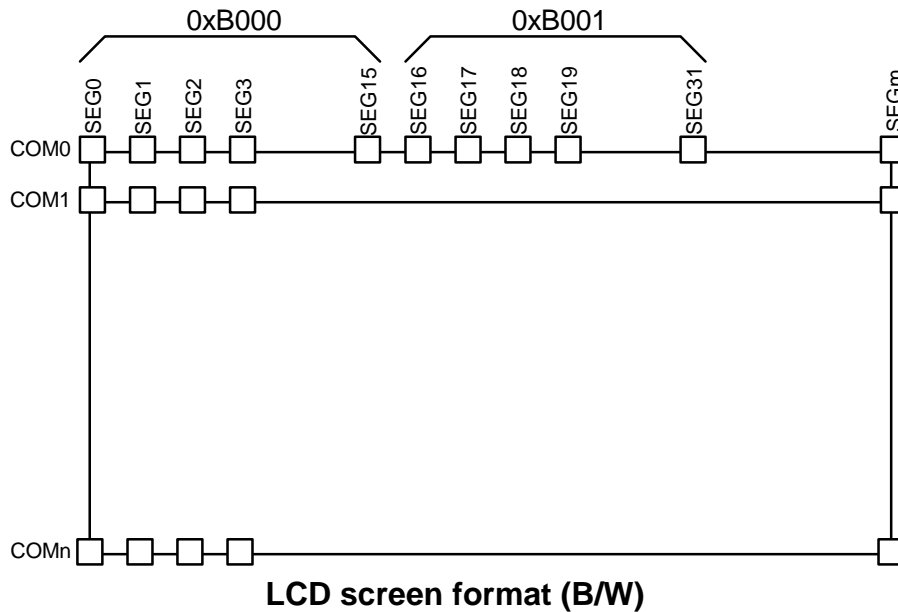 0xB000 0xB001
SEG0 SEG1 SEG2 SEG3 SEG15 SEG16 SEG17 SEG18 SEG19 SEG31 SEGm
COM0
COM1
COMn
LCD screen format (B/W)